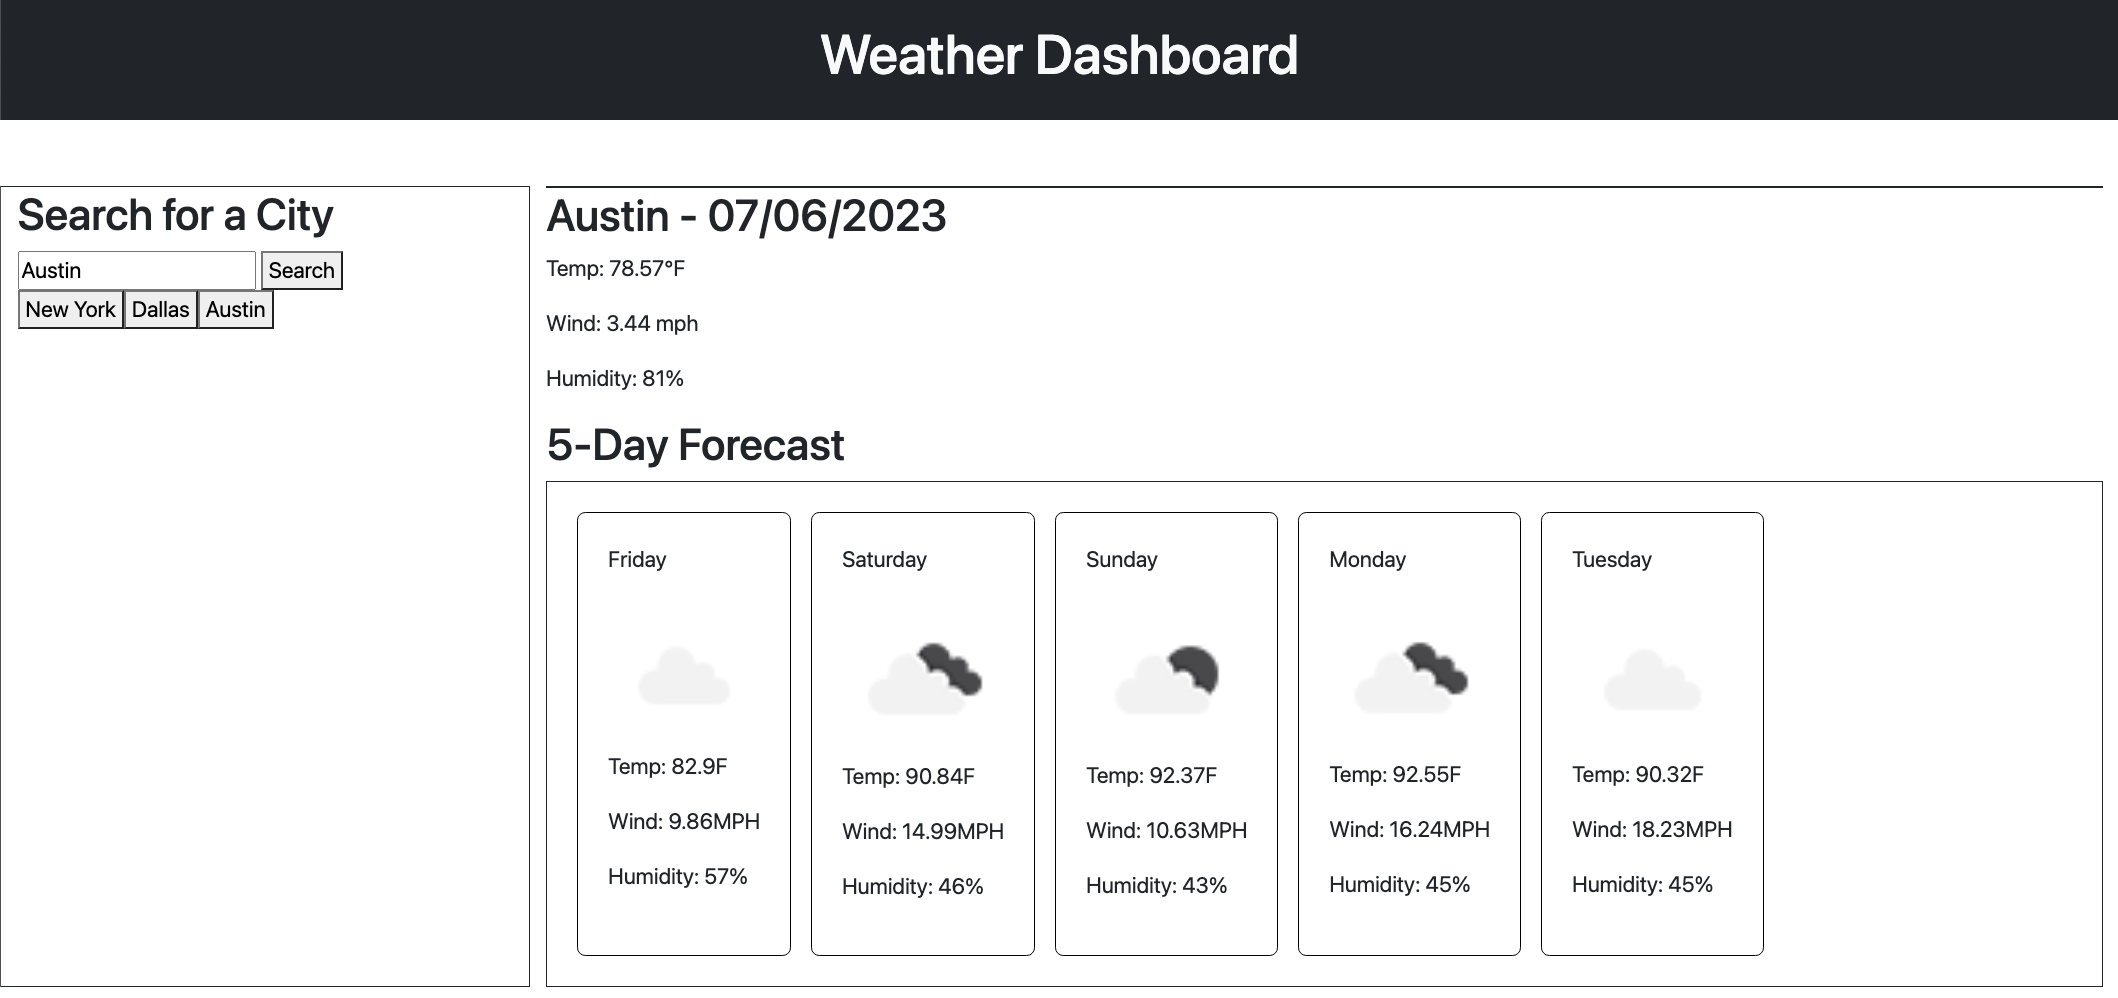 Weather Dashboard
Search for a City
Austin Search
New York Dallas Austin
Austin - 07/06/2023
Temp: 78.57°F
Wind: 3.44 mph
Humidity: 81%
5-Day Forecast
Friday
Temp: 82.9F
Wind: 9.86MPH
Humidity: 57%
Saturday
Temp: 90.84F
Wind: 14.99MPH
Humidity: 46%
Sunday
Temp: 92.37F
Wind: 10.63MPH
Humidity: 43%
Monday
Temp: 92.55F
Wind: 16.24MPH
Humidity: 45%
Tuesday
Temp: 90.32F
Wind: 18.23MPH
Humidity: 45%